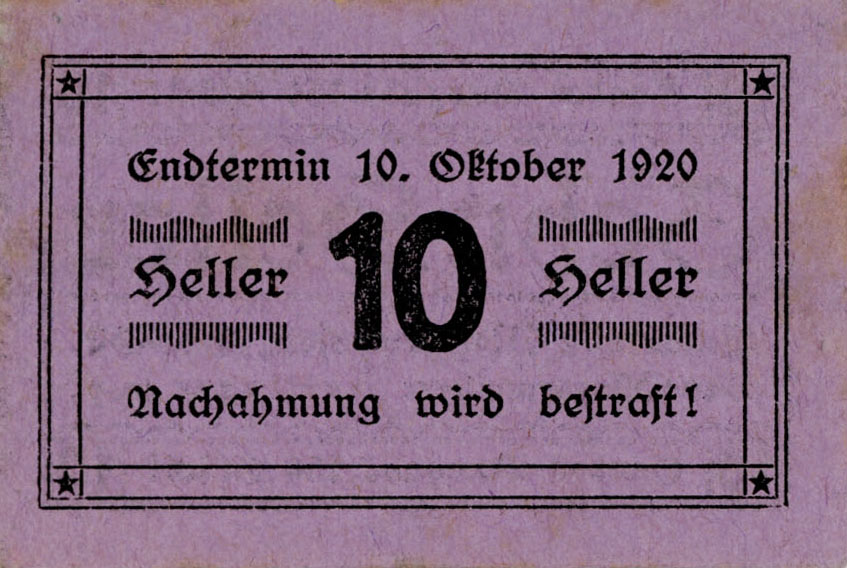 Endtermin 10. Oktober 1920
Heller 10 Heller
Nachahmung wird bestraft!